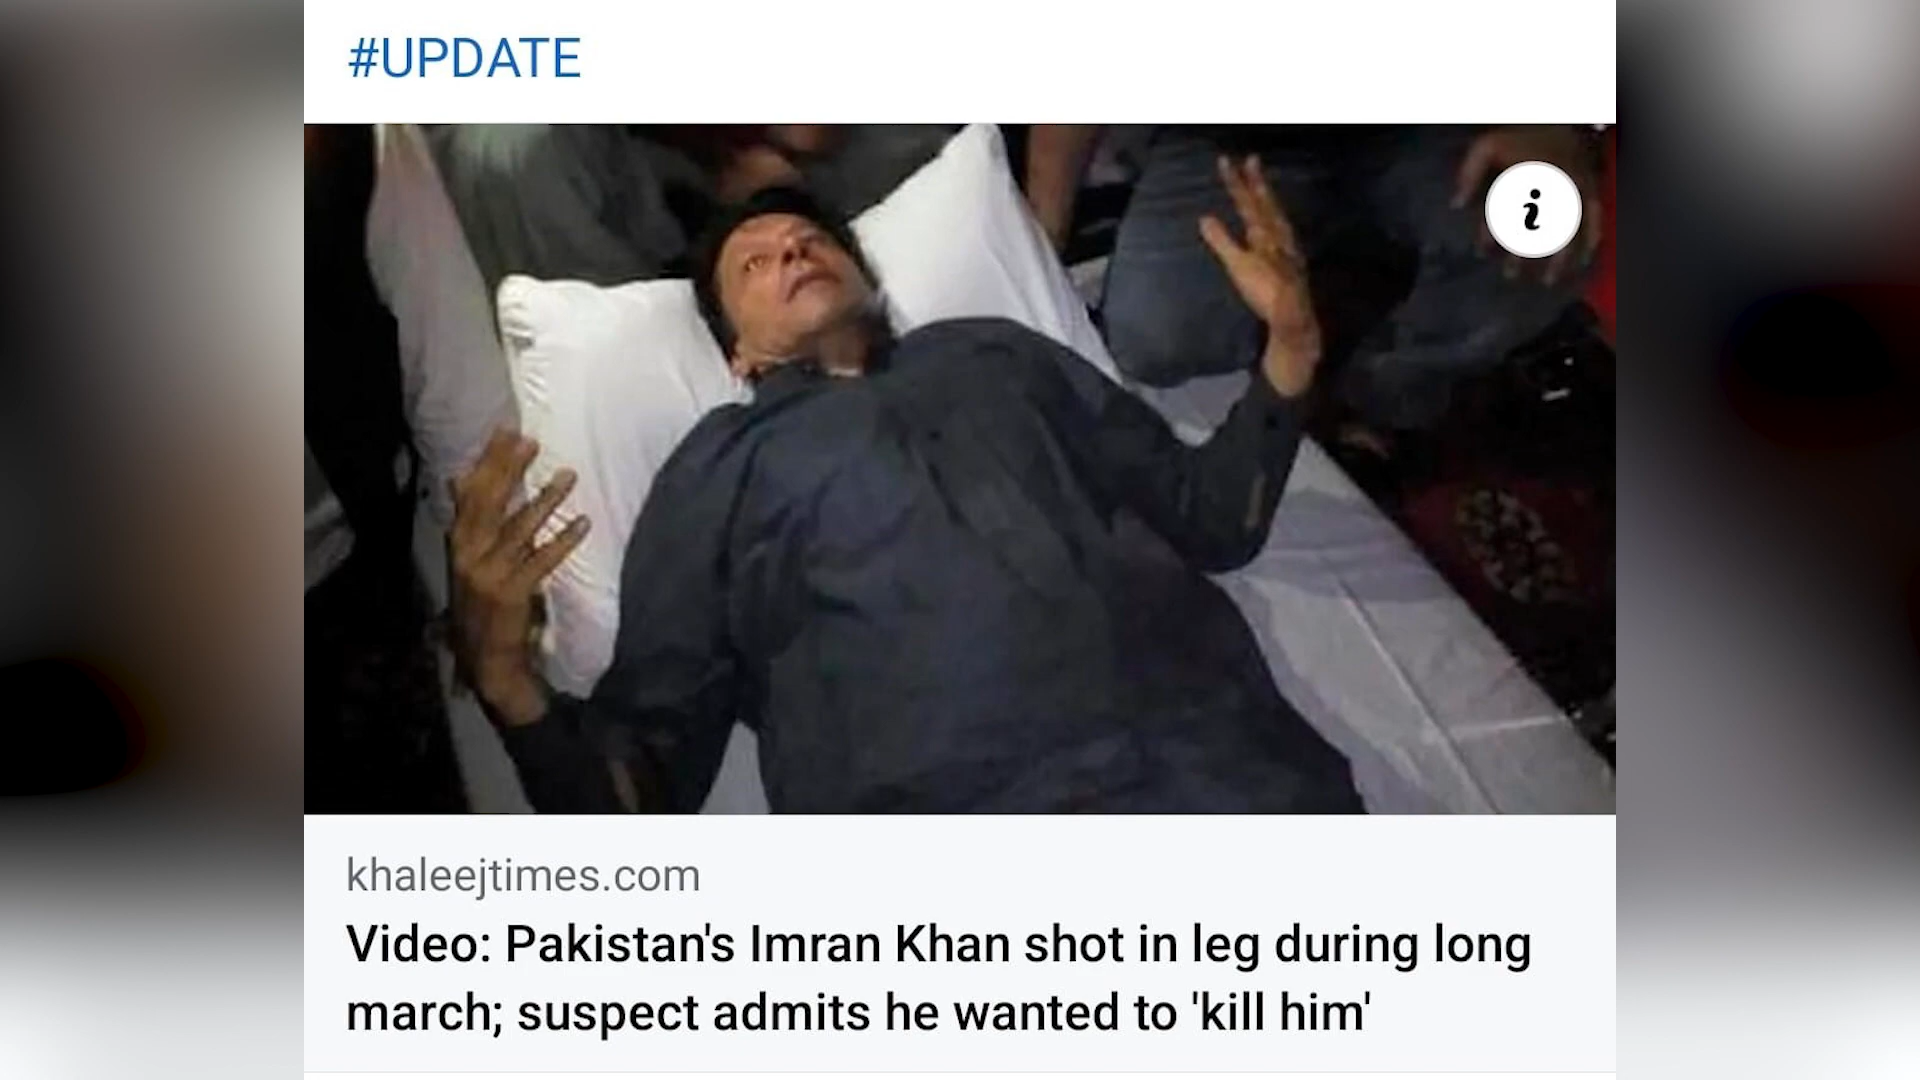 #UPDATE
i
khaleejtimes.com
Video: Pakistan's Imran Khan shot in leg during long
march; suspect admits he wanted to 'kill him'